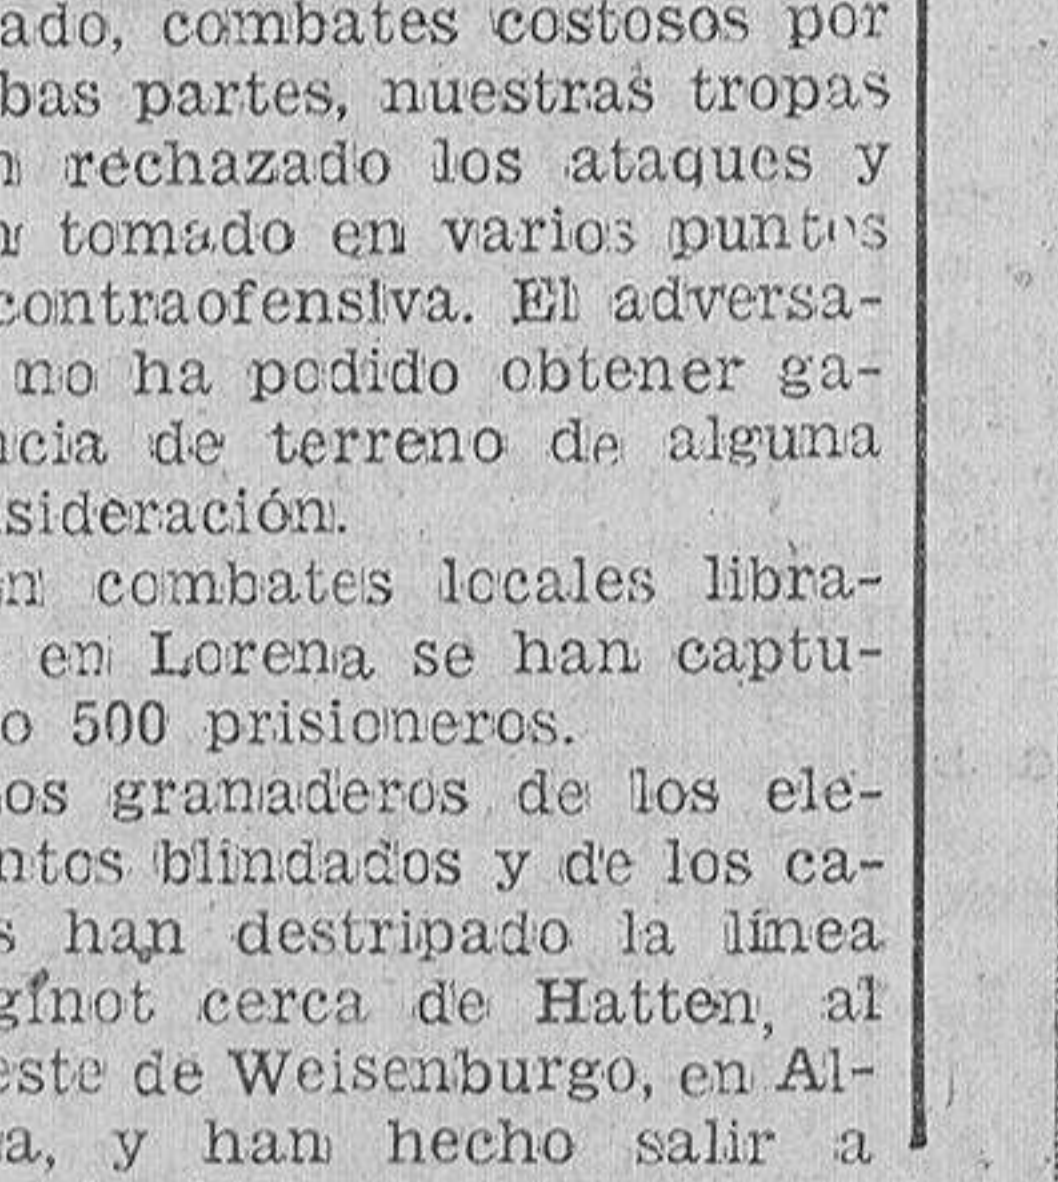 ado, combates costosos por
bas partes, nuestras tropas
n rechazado los ataques y
n tomado en varios puntos
contraofensiva. El adversa-
no ha podido obtener ga-
ncia de terreno de alguna
sideración.
n combates locales libra-
en Lorena se han captu-
o 500 prisioneros.
os granaderos de los ele-
ntos blindados y de los ca-
s han destripado la línea
ginot cerca de Hatten, al
este de Weisenburgo, en Al-
a, y han hecho salir a